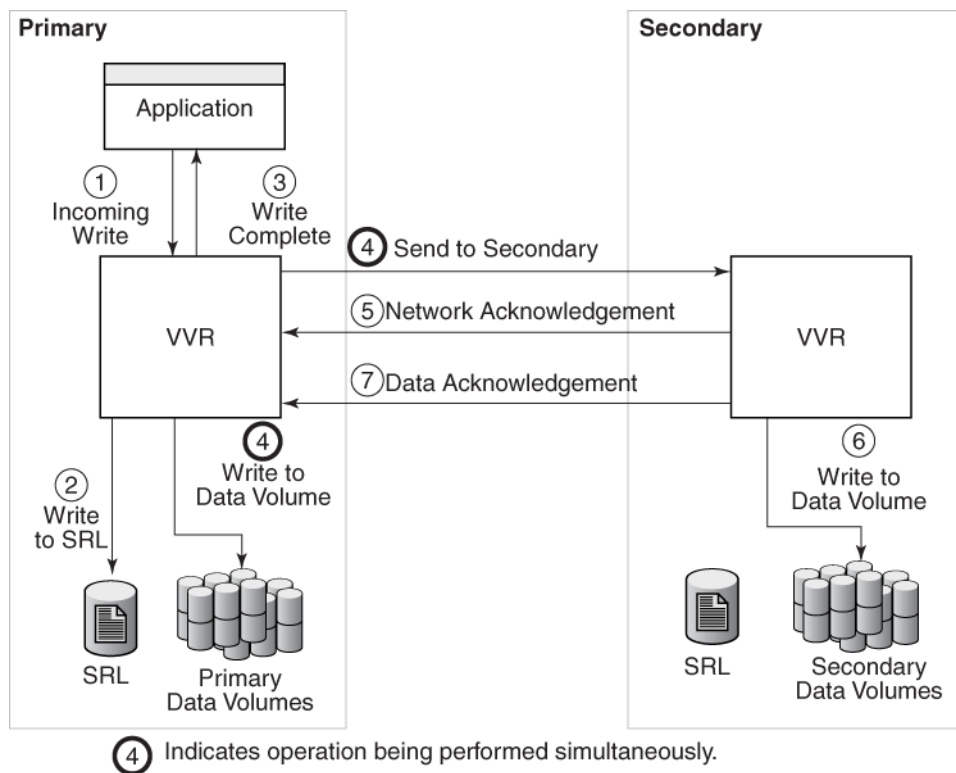 Primary
Secondary
Application
1
Incoming
Write
3
Write
Complete
4 Send to Secondary
5 Network Acknowledgement
7 Data Acknowledgement
VVR
VVR
4
Write to
Data Volume
2
Write
to SRL
6
Write to
Data Volume
SRL
Primary
Data Volumes
SRL
Secondary
Data Volumes
4 Indicates operation being performed simultaneously.